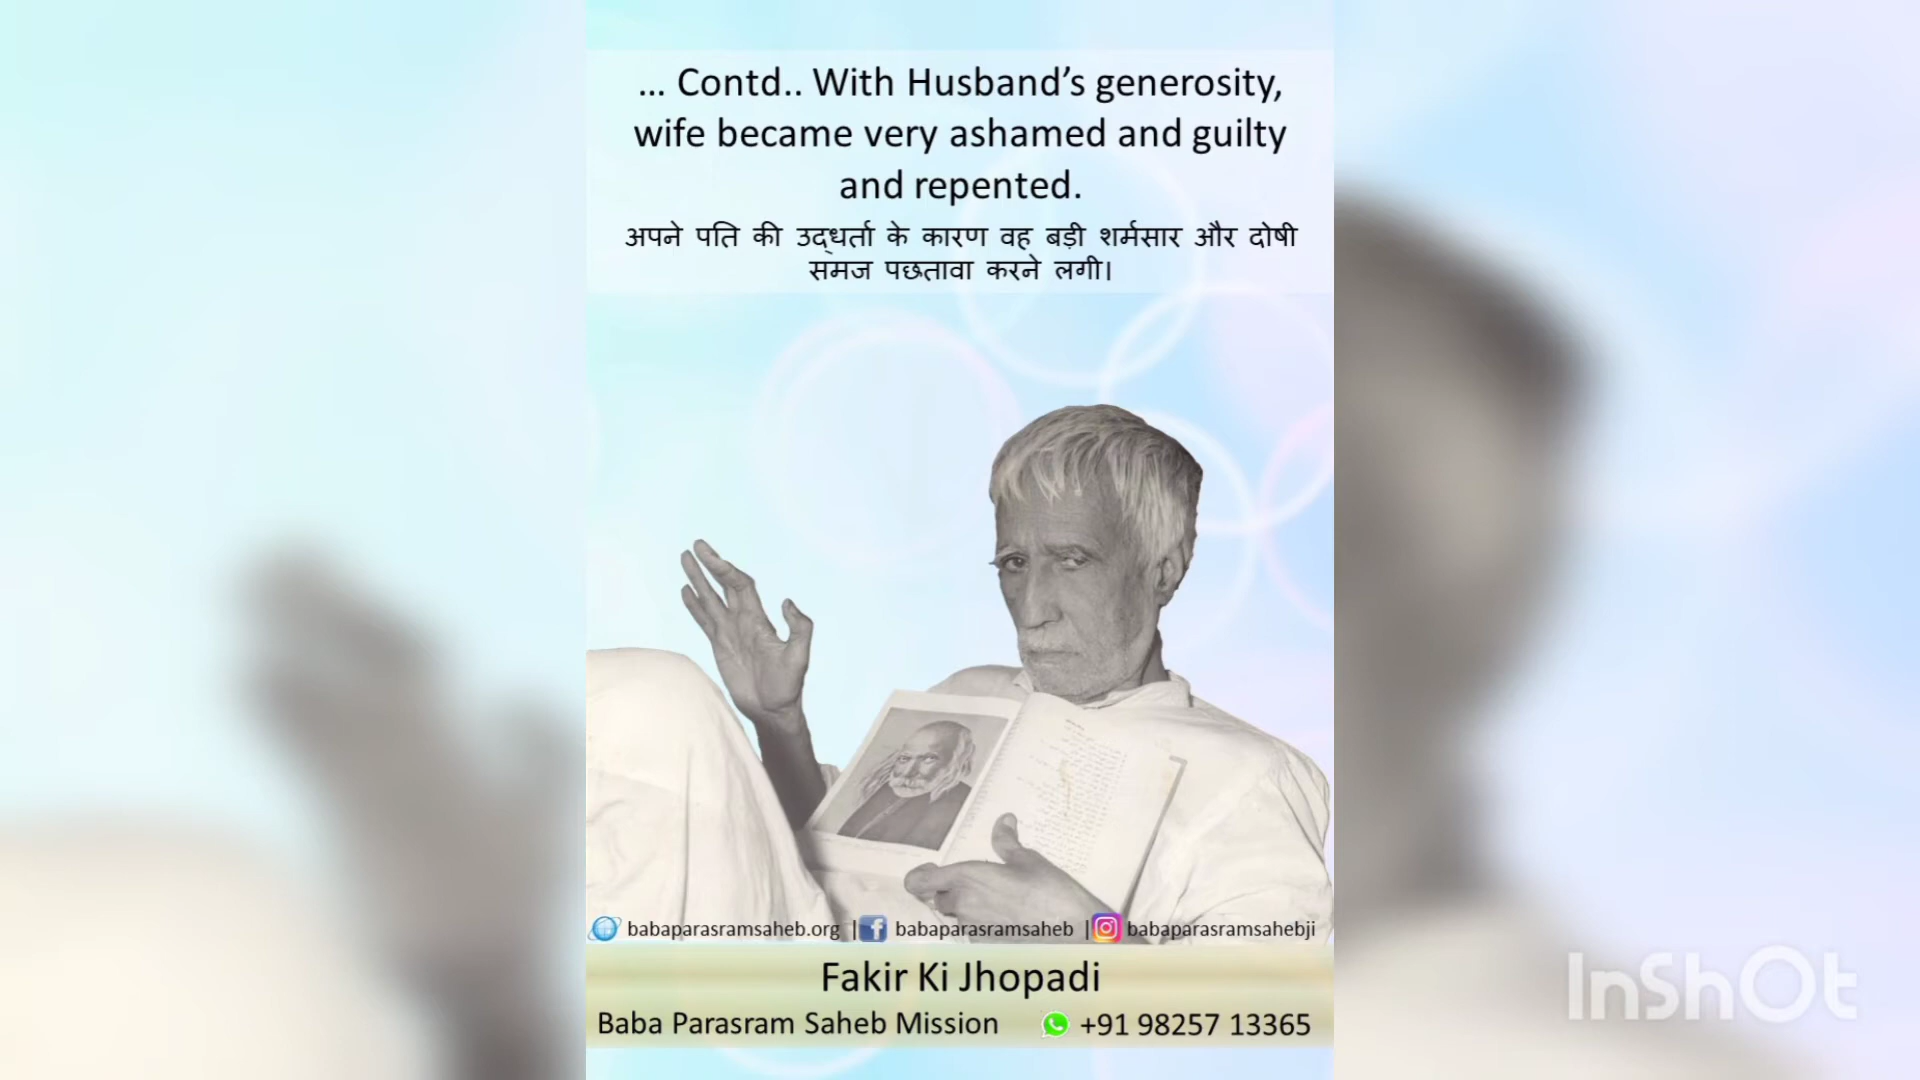 ... Contd.. With Husband’s generosity,
wife became very ashamed and guilty
and repented.
अपने पति की उद्धर्ता के कारण वह बड़ी शर्मसार और दोषी
समज पछतावा करने लगी।
babaparasramsaheb.org | babaparasramsaheb | babaparasramsahebji
Fakir Ki Jhopadi
Baba Parasram Saheb Mission +91 98257 13365
InShOt